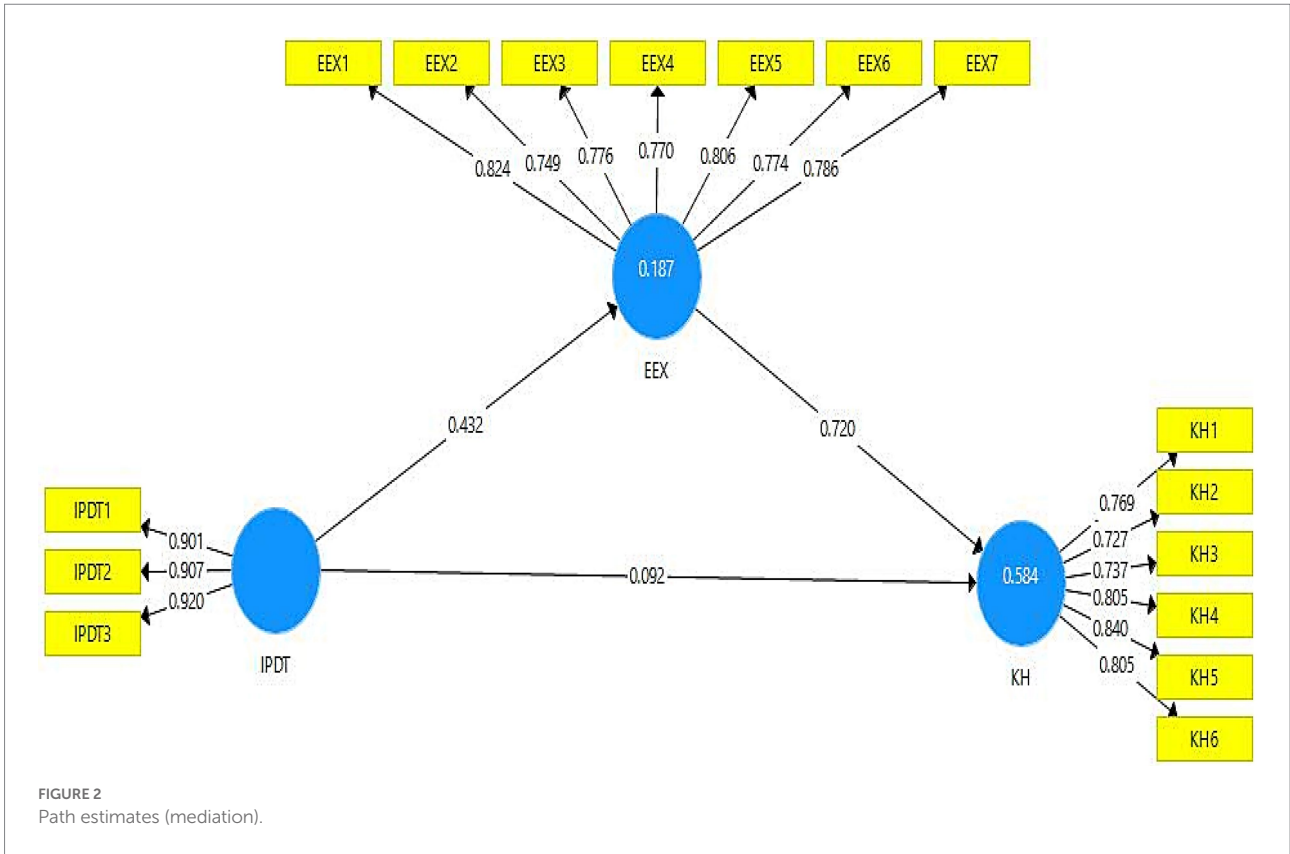 EEX1 EEX2 EEX3 EEX4 EEX5 EEX6 EEX7
0.824 0.749 0.776 0.770 0.806 0.774 0.786
0.187
EEX
0.432
0.720
IPDT1
IPDT2
IPDT3
0.901
0.907
0.920
IPDT
0.092
0.584
KH
0.769
0.727
0.737
0.805
0.840
0.805
KH1
KH2
KH3
KH4
KH5
KH6
FIGURE 2
Path estimates (mediation).